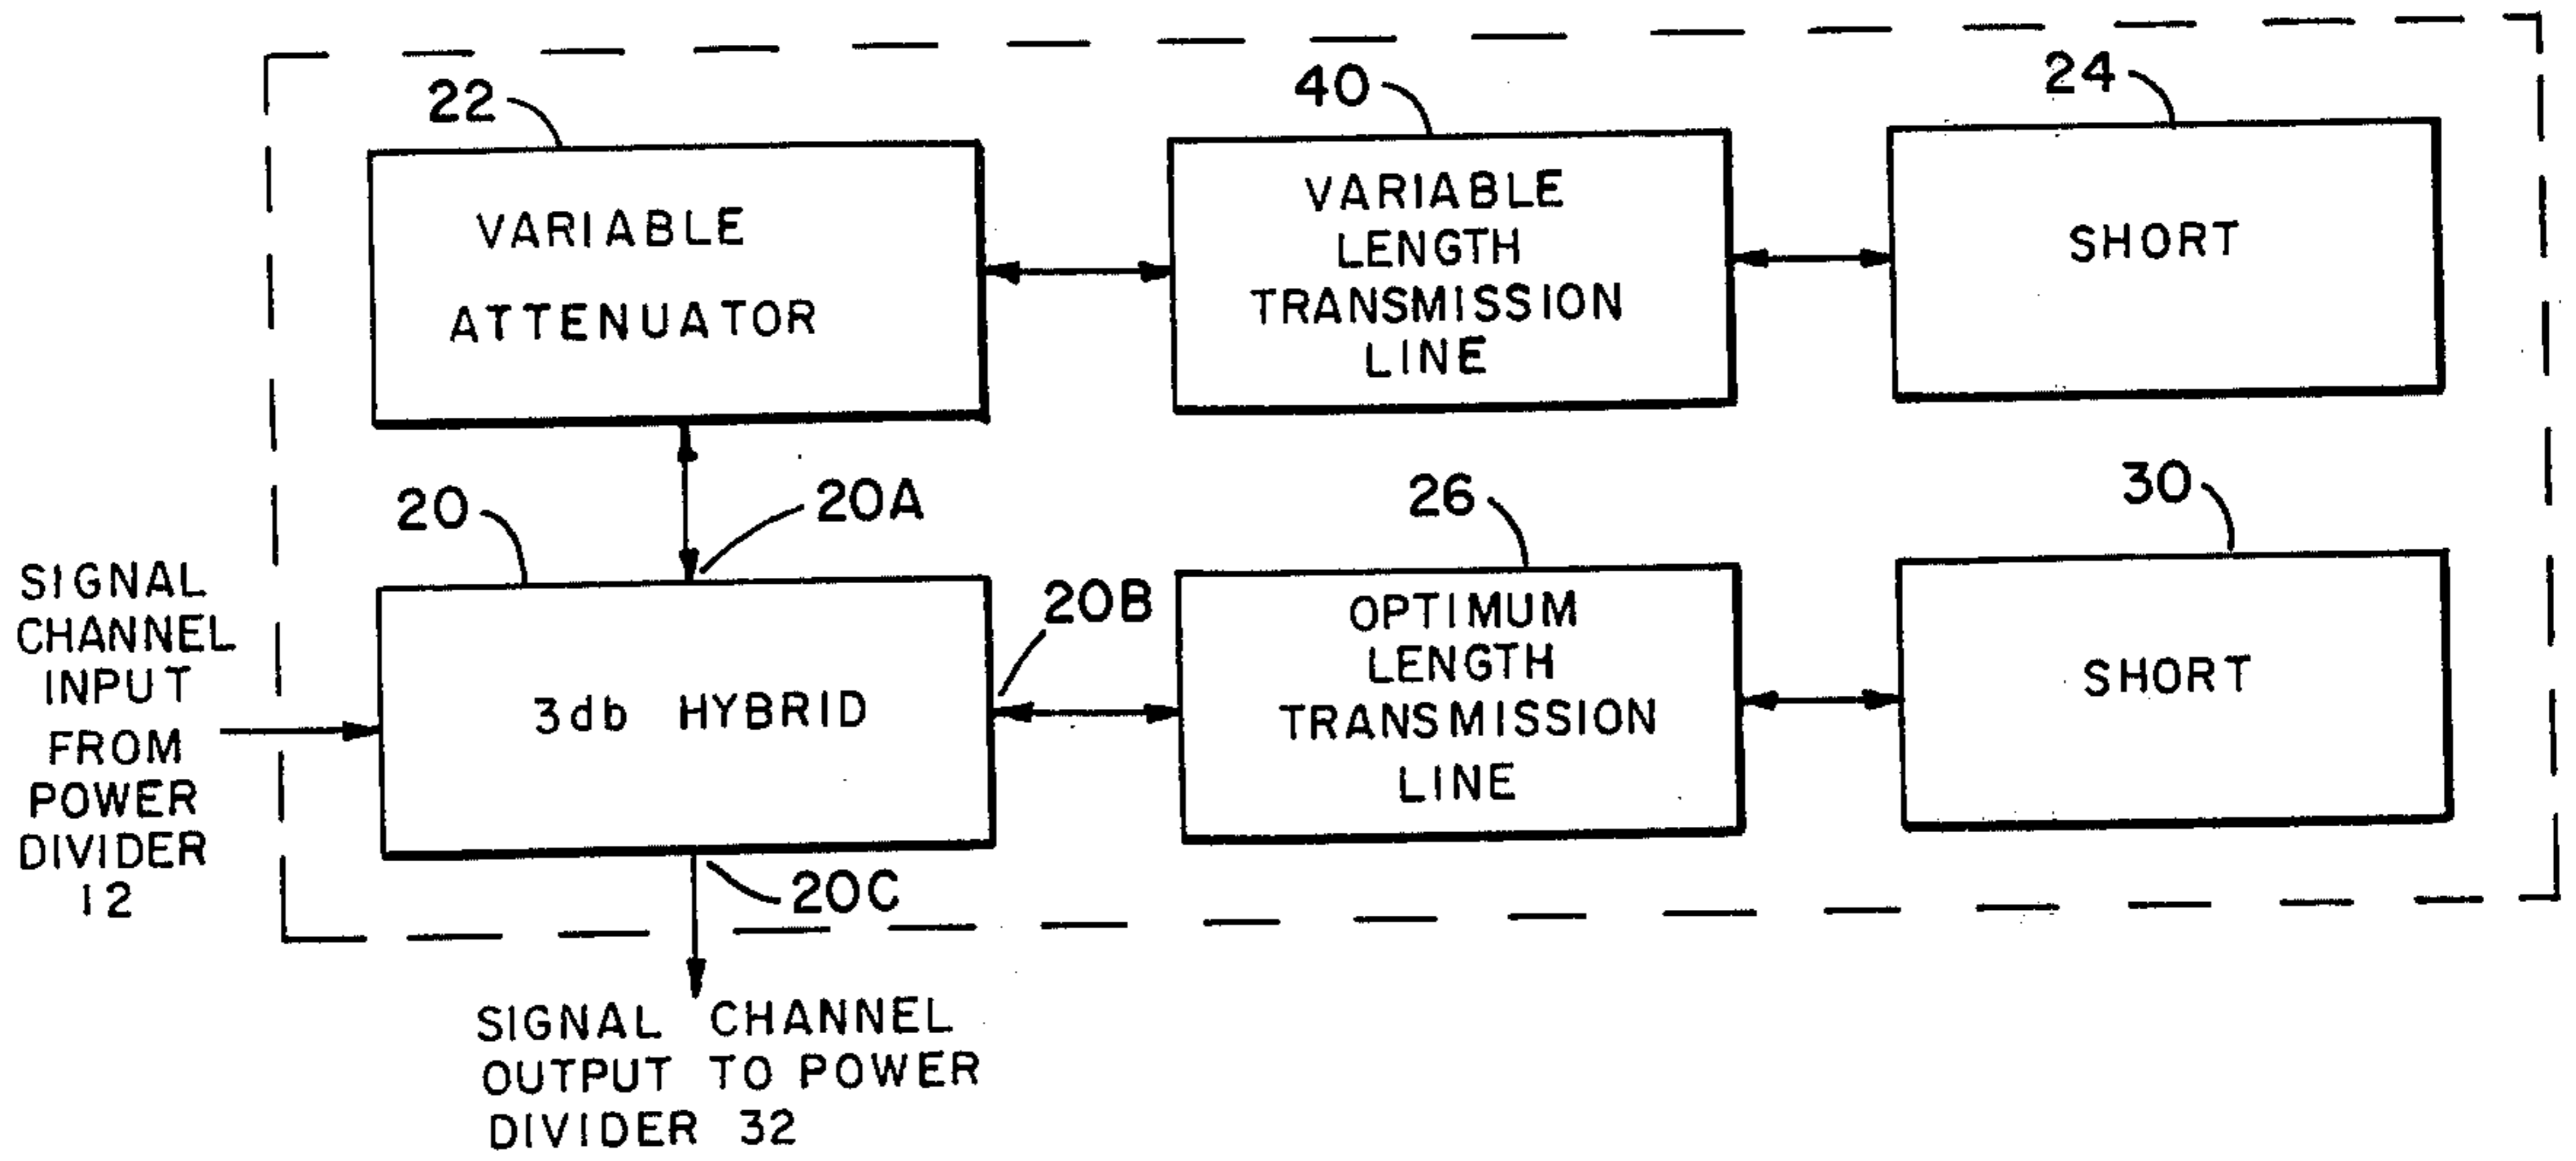 22
40
24
VARIABLE
ATTENUATOR
VARIABLE
LENGTH
TRANSMISSION
LINE
SHORT
20
20A
20B
26
30
SIGNAL
CHANNEL
INPUT
FROM
POWER
DIVIDER
12
3db HYBRID
OPTIMUM
LENGTH
TRANSMISSION
LINE
SHORT
20C
SIGNAL CHANNEL
OUTPUT TO POWER
DIVIDER 32